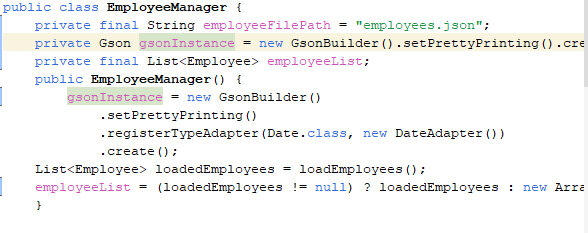 public class EmployeeManager {
private final String employeeFilePath = "employees.json";
private Gson gsonInstance = new GsonBuilder().setPrettyPrinting().cre
private final List<Employee> employeeList;
public EmployeeManager() {
gsonInstance = new GsonBuilder()
.setPrettyPrinting()
.registerTypeAdapter(Date.class, new DateAdapter())
.create();
List<Employee> loadedEmployees = loadEmployees();
employeeList = (loadedEmployees != null) ? loadedEmployees : new Arra
}